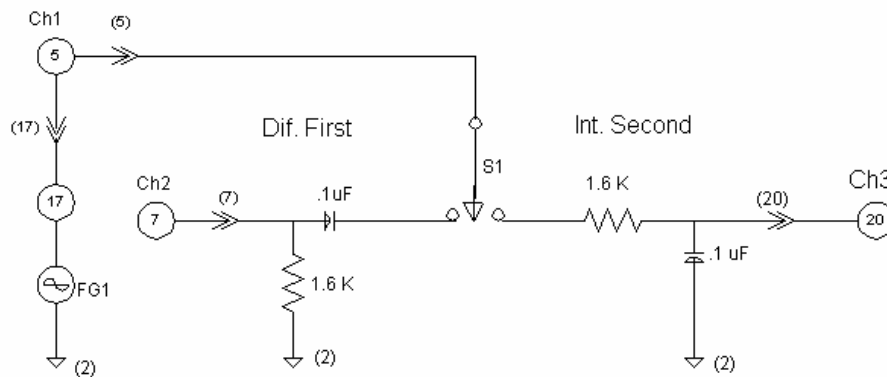 Ch1
(5)
5
(17)
Dif. First
Int. Second
S1
17
Ch2
(7)
.1uF
1.6 K
(20)
Ch3
7
20
FG1
1.6 K
.1 uF
(2)
(2)
(2)